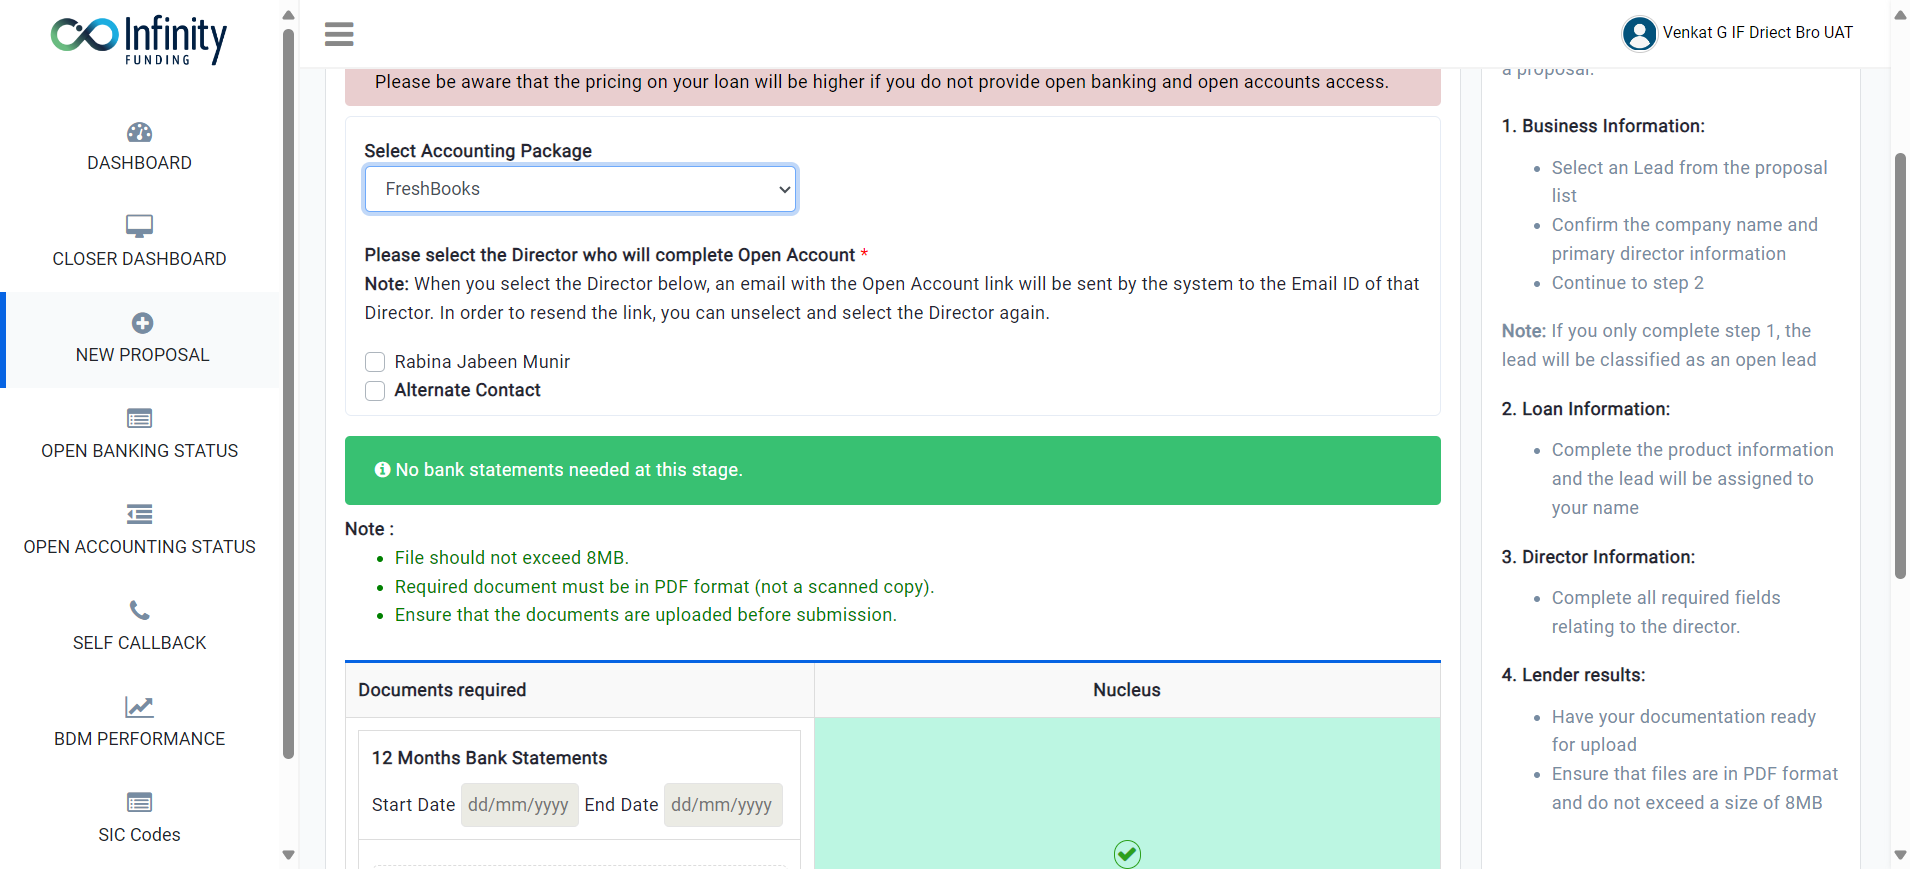 Infinity
FUNDING
Venkat G IF Driect Bro UAT
DASHBOARD
CLOSER DASHBOARD
NEW PROPOSAL
OPEN BANKING STATUS
OPEN ACCOUNTING STATUS
SELF CALLBACK
BDM PERFORMANCE
SIC Codes
Please be aware that the pricing on your loan will be higher if you do not provide open banking and open accounts access.
Select Accounting Package
FreshBooks
Please select the Director who will complete Open Account *
Note: When you select the Director below, an email with the Open Account link will be sent by the system to the Email ID of that
Director. In order to resend the link, you can unselect and select the Director again.
Rabina Jabeen Munir
Alternate Contact
No bank statements needed at this stage.
Note :
• File should not exceed 8MB.
• Required document must be in PDF format (not a scanned copy).
• Ensure that the documents are uploaded before submission.
Documents required
Nucleus
12 Months Bank Statements
Start Date dd/mm/yyyy End Date dd/mm/yyyy
a proposal.
1. Business Information:
• Select an Lead from the proposal
list
• Confirm the company name and
primary director information
• Continue to step 2
Note: If you only complete step 1, the
lead will be classified as an open lead
2. Loan Information:
• Complete the product information
and the lead will be assigned to
your name
3. Director Information:
• Complete all required fields
relating to the director.
4. Lender results:
• Have your documentation ready
for upload
• Ensure that files are in PDF format
and do not exceed a size of 8MB